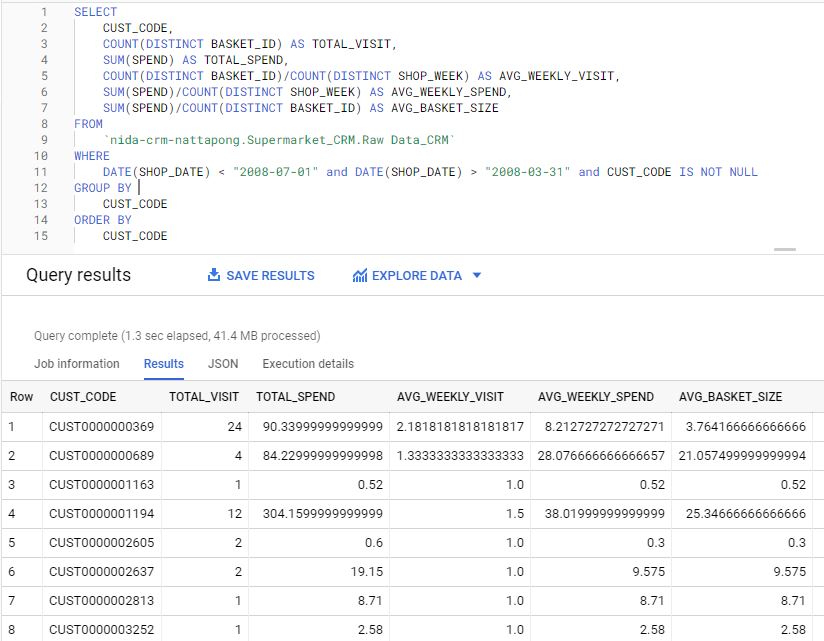 1 SELECT
2 CUST_CODE,
3 COUNT(DISTINCT BASKET_ID) AS TOTAL_VISIT,
4 SUM(SPEND) AS TOTAL_SPEND,
5 COUNT(DISTINCT BASKET_ID)/COUNT(DISTINCT SHOP_WEEK) AS AVG_WEEKLY_VISIT,
6 SUM(SPEND)/COUNT(DISTINCT SHOP_WEEK) AS AVG_WEEKLY_SPEND,
7 SUM(SPEND)/COUNT(DISTINCT BASKET_ID) AS AVG_BASKET_SIZE
8 FROM
9 `nida-crm-nattapong.Supermarket_CRM.Raw Data_CRM`
10 WHERE
11 DATE(SHOP_DATE) < "2008-07-01" and DATE(SHOP_DATE) > "2008-03-31" and CUST_CODE IS NOT NULL
12 GROUP BY
13 CUST_CODE
14 ORDER BY
15 CUST_CODE
Query results SAVE RESULTS EXPLORE DATA
Query complete (1.3 sec elapsed, 41.4 MB processed)
Job information Results JSON Execution details
Row CUST_CODE TOTAL_VISIT TOTAL_SPEND AVG_WEEKLY_VISIT AVG_WEEKLY_SPEND AVG_BASKET_SIZE
1 CUST0000000369 24 90.33999999999999 2.1818181818181817 8.212727272727271 3.764166666666666
2 CUST0000000689 4 84.22999999999998 1.3333333333333333 28.076666666666657 21.057499999999994
3 CUST0000001163 1 0.52 1.0 0.52 0.52
4 CUST0000001194 12 304.1599999999999 1.5 38.01999999999999 25.34666666666666
5 CUST0000002605 2 0.6 1.0 0.3 0.3
6 CUST0000002637 2 19.15 1.0 9.575 9.575
7 CUST0000002813 1 8.71 1.0 8.71 8.71
8 CUST0000003252 1 2.58 1.0 2.58 2.58